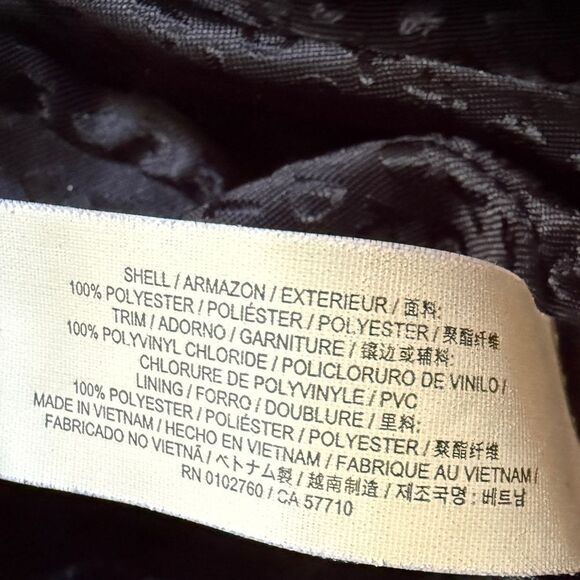 SHELL / ARMAZON / EXTERIEUR / 面料:
100% POLYESTER / POLIÉSTER / POLYESTER / 聚酯纤维
TRIM / ADORNO / GARNITURE / 镶边或辅料:
100% POLYVINYL CHLORIDE / POLICLORURO DE VINILO /
CHLORURE DE POLYVINYLE / PVC
LINING / FORRO / DOUBLURE / 里料:
100% POLYESTER / POLIÉSTER / POLYESTER / 聚酯纤维
MADE IN VIETNAM / HECHO EN VIETNAM / FABRIQUE AU VIETNAM /
FABRICADO NO VIETNÃ / ベトナム製 / 越南制造 / 제조국명 : 베트남
RN 0102760 / CA 57710